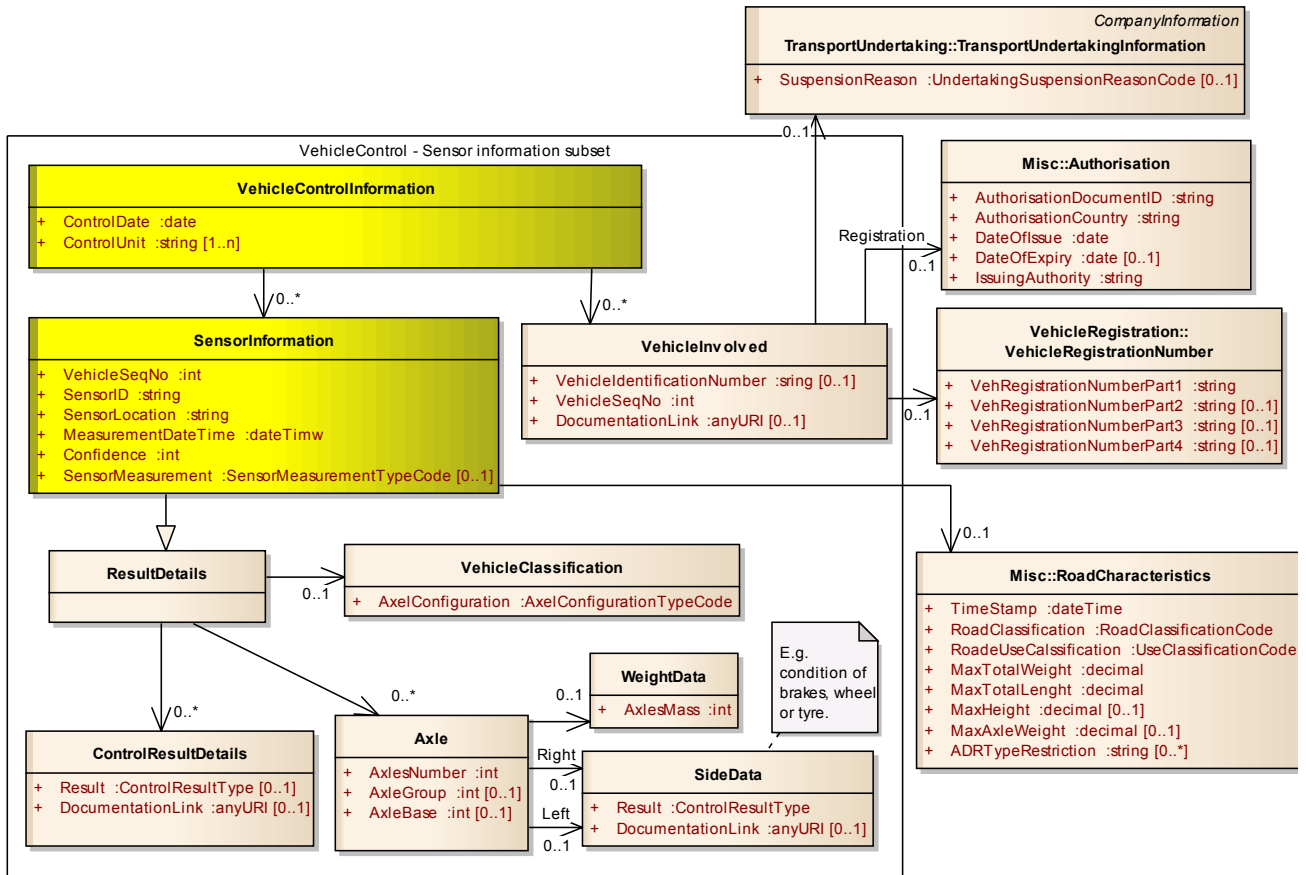 CompanyInformation
TransportUndertaking::TransportUndertakingInformation
+ SuspensionReason :UndertakingSuspensionReasonCode [0..1]
0..1
VehicleControl - Sensor information subset
VehicleControlInformation
+ ControlDate :date
+ ControlUnit :string [1..n]
Misc::Authorisation
+ AuthorisationDocumentID :string
+ AuthorisationCountry :string
+ DateOfIssue :date
+ DateOfExpiry :date [0..1]
+ IssuingAuthority :string
Registration
0..1
0..*
0..*
SensorInformation
+ VehicleSeqNo :int
+ SensorID :string
+ SensorLocation :string
+ MeasurementDateTime :dateTimw
+ Confidence :int
+ SensorMeasurement :SensorMeasurementTypeCode [0..1]
VehicleInvolved
+ VehicleIdentificationNumber :sring [0..1]
+ VehicleSeqNo :int
+ DocumentationLink :anyURI [0..1]
0..1
VehicleRegistration::
VehicleRegistrationNumber
+ VehRegistrationNumberPart1 :string
+ VehRegistrationNumberPart2 :string [0..1]
+ VehRegistrationNumberPart3 :string [0..1]
+ VehRegistrationNumberPart4 :string [0..1]
0..1
ResultDetails
0..1
VehicleClassification
+ AxelConfiguration :AxelConfigurationTypeCode
Misc::RoadCharacteristics
+ TimeStamp :dateTime
+ RoadClassification :RoadClassificationCode
+ RoadeUseCalssification :UseClassificationCode
+ MaxTotalWeight :decimal
+ MaxTotalLenght :decimal
+ MaxHeight :decimal [0..1]
+ MaxAxleWeight :decimal [0..1]
+ ADRTypeRestriction :string [0..*]
E.g.
condition of
brakes, wheel
or tyre.
0..*
0..*
0..1
WeightData
+ AxlesMass :int
ControlResultDetails
+ Result :ControlResultType [0..1]
+ DocumentationLink :anyURI [0..1]
Axle
+ AxlesNumber :int
+ AxleGroup :int [0..1]
+ AxleBase :int [0..1]
Right
0..1
Left
0..1
SideData
+ Result :ControlResultType
+ DocumentationLink :anyURI [0..1]